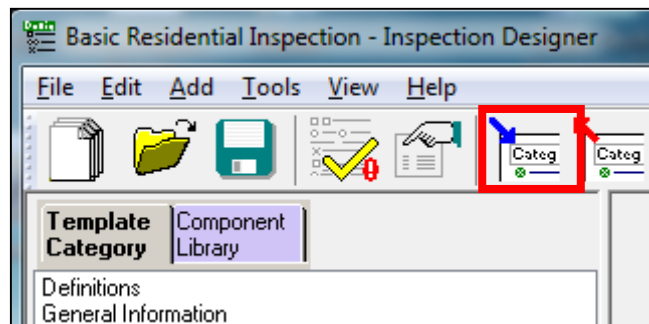 Basic Residential Inspection - Inspection Designer
File Edit Add Tools View Help
Categ Categ
Template Category
Component Library
Definitions
General Information